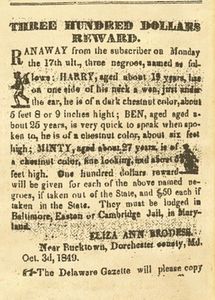 THREE HUNDRED DOLLARS
REWARD.
RANAWAY from the subscriber on Monday
the 17th ult., three negroes, named as fol-
lows: HARRY, aged about 19 years, has
on one side of his neck a wen, just under
the ear, he is of a dark chestnut color, about
5 feet 8 or 9 inches hight; BEN, aged aged a-
bout 25 years, is very quick to speak when spo-
ken to, he is of a chestnut color, about six feet
high; MINTY, aged about 27 years, is of
a chestnut color, fine looking, and about 5
feet high. One hundred dollars reward
will be given for each of the above named ne-
groes, if taken out of the State, and $50 each if
taken in the State. They must be lodged in
Baltimore, Easton or Cambridge Jail, in Mary-
land.
ELIZA ANN BRODESS,
Near Bucktown, Dorchester county, Md.
Oct. 3d, 1849.
The Delaware Gazette will please copy